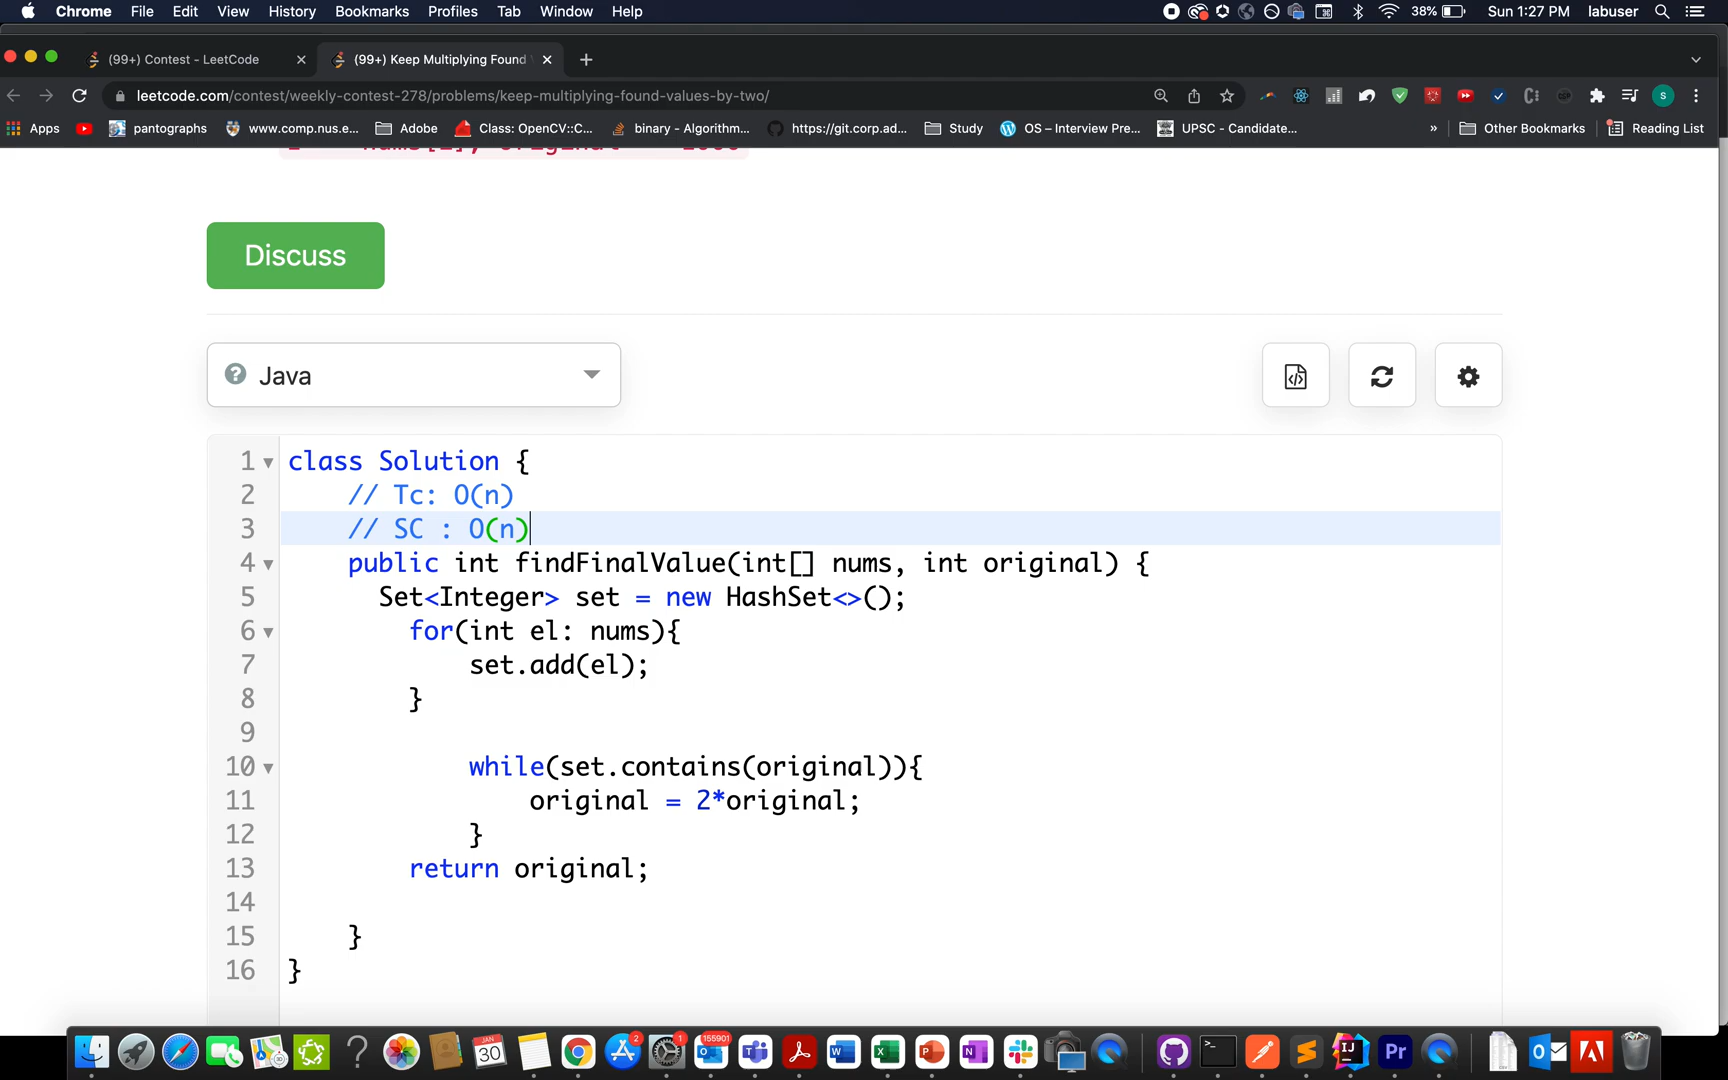 Chrome File Edit View History Bookmarks Profiles Tab Window Help 38% Sun 1:27 PM labuser
(99+) Contest - LeetCode (99+) Keep Multiplying Found
leetcode.com/contest/weekly-contest-278/problems/keep-multiplying-found-values-by-two/
Apps pantographs www.comp.nus.e... Adobe Class: OpenCV::C... binary - Algorithm... https://git.corp.ad... Study OS – Interview Pre... UPSC - Candidate... » Other Bookmarks Reading List
Discuss
Java
1 class Solution {
2 // Tc: O(n)
3 // SC : O(n)
4 public int findFinalValue(int[] nums, int original) {
5 Set<Integer> set = new HashSet<>();
6 for(int el: nums){
7 set.add(el);
8 }
9
10 while(set.contains(original)){
11 original = 2*original;
12 }
13 return original;
14
15 }
16 }
2 JAN 30 1 155901